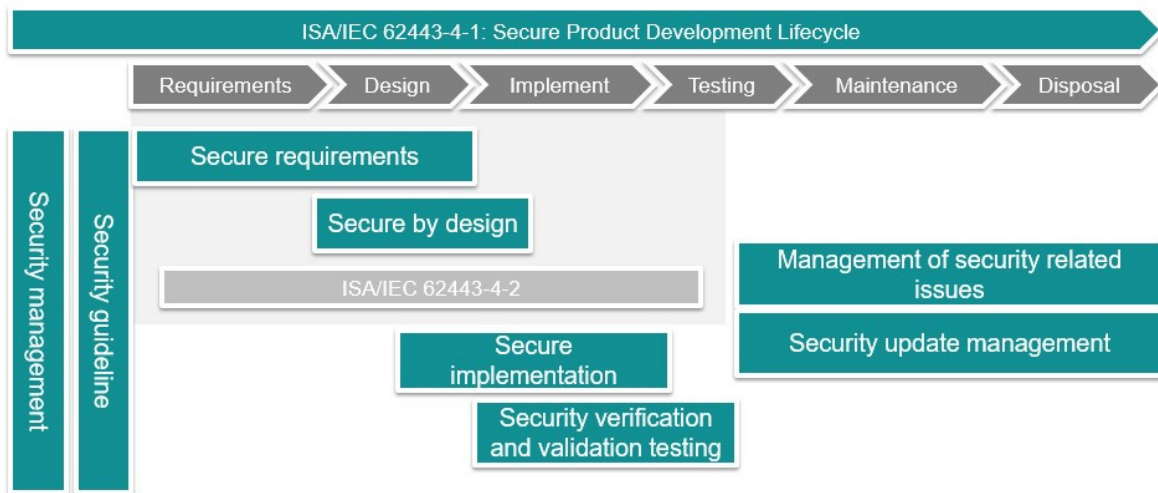 ISA/IEC 62443-4-1: Secure Product Development Lifecycle
Requirements
Design
Implement
Testing
Maintenance
Disposal
Security management
Security guideline
Secure requirements
Secure by design
ISA/IEC 62443-4-2
Management of security related
issues
Security update management
Secure
implementation
Security verification
and validation testing